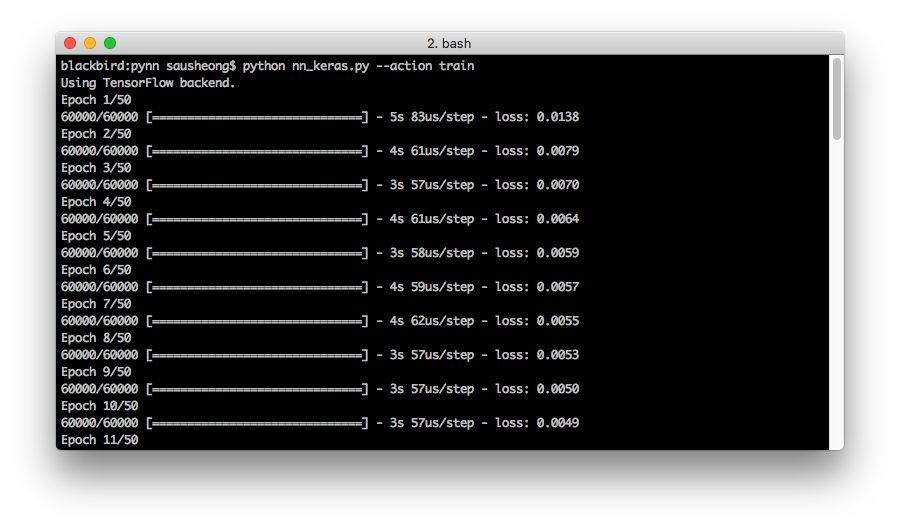 2. bash
blackbird:pynn sausheong$ python nn_keras.py --action train
Using TensorFlow backend.
Epoch 1/50
60000/60000 [==============================] - 5s 83us/step - loss: 0.0138
Epoch 2/50
60000/60000 [==============================] - 4s 61us/step - loss: 0.0079
Epoch 3/50
60000/60000 [==============================] - 3s 57us/step - loss: 0.0070
Epoch 4/50
60000/60000 [==============================] - 4s 61us/step - loss: 0.0064
Epoch 5/50
60000/60000 [==============================] - 3s 58us/step - loss: 0.0059
Epoch 6/50
60000/60000 [==============================] - 4s 59us/step - loss: 0.0057
Epoch 7/50
60000/60000 [==============================] - 4s 62us/step - loss: 0.0055
Epoch 8/50
60000/60000 [==============================] - 3s 57us/step - loss: 0.0053
Epoch 9/50
60000/60000 [==============================] - 3s 57us/step - loss: 0.0050
Epoch 10/50
60000/60000 [==============================] - 3s 57us/step - loss: 0.0049
Epoch 11/50